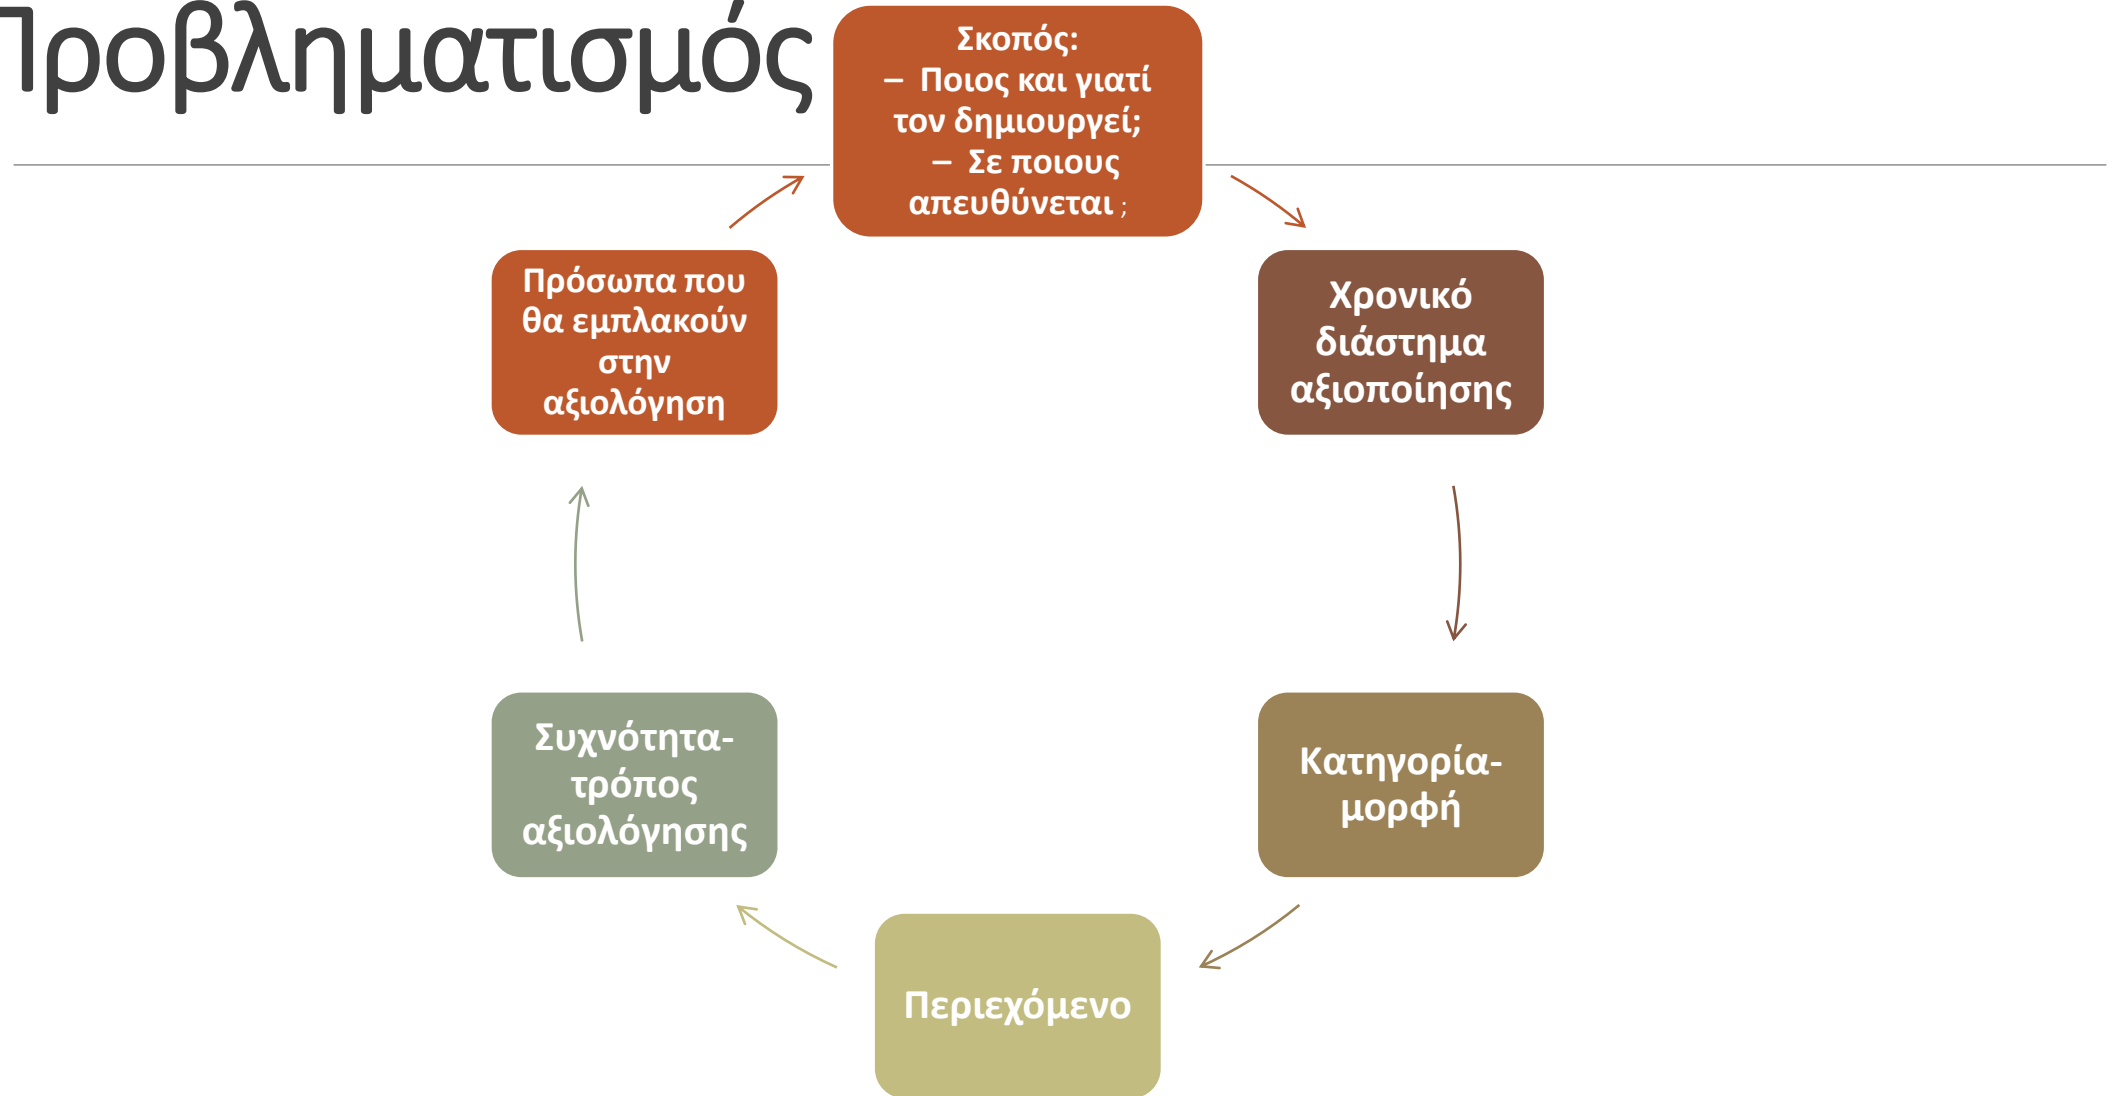 Προβληματισμός
Σκοπός:
– Ποιος και γιατί
τον δημιουργεί;
– Σε ποιους
απευθύνεται ;
Χρονικό
διάστημα
αξιοποίησης
Κατηγορία-
μορφή
Περιεχόμενο
Συχνότητα-
τρόπος
αξιολόγησης
Πρόσωπα που
θα εμπλακούν
στην
αξιολόγηση